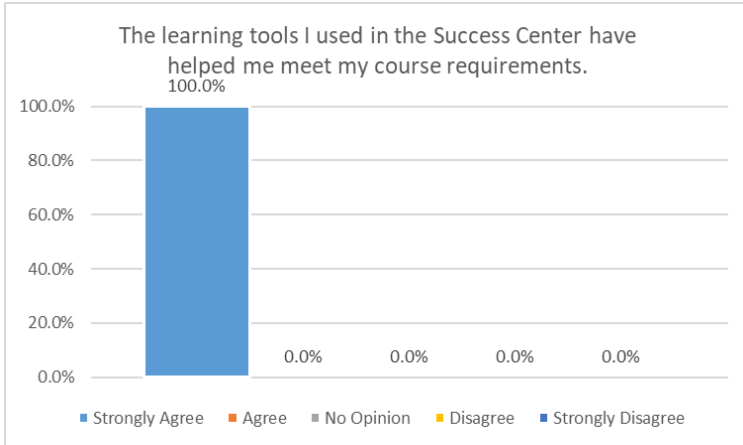 The learning tools I used in the Success Center have
helped me meet my course requirements.
100.0%
100.0%
80.0%
60.0%
40.0%
20.0%
0.0%
0.0% 0.0% 0.0% 0.0%
Strongly Agree Agree No Opinion Disagree Strongly Disagree